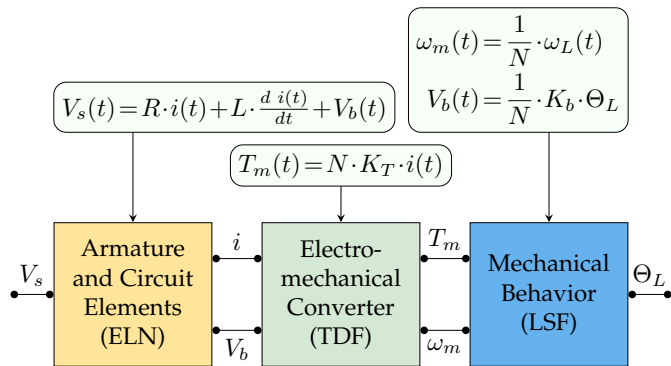 ω_m(t) = 1/N · ω_L(t)
V_b(t) = 1/N · K_b · Θ_L
V_s(t) = R · i(t) + L · d i(t)/dt + V_b(t)
T_m(t) = N · K_T · i(t)
V_s
Armature
and Circuit
Elements
(ELN)
i
V_b
Electro-
mechanical
Converter
(TDF)
T_m
ω_m
Mechanical
Behavior
(LSF)
Θ_L